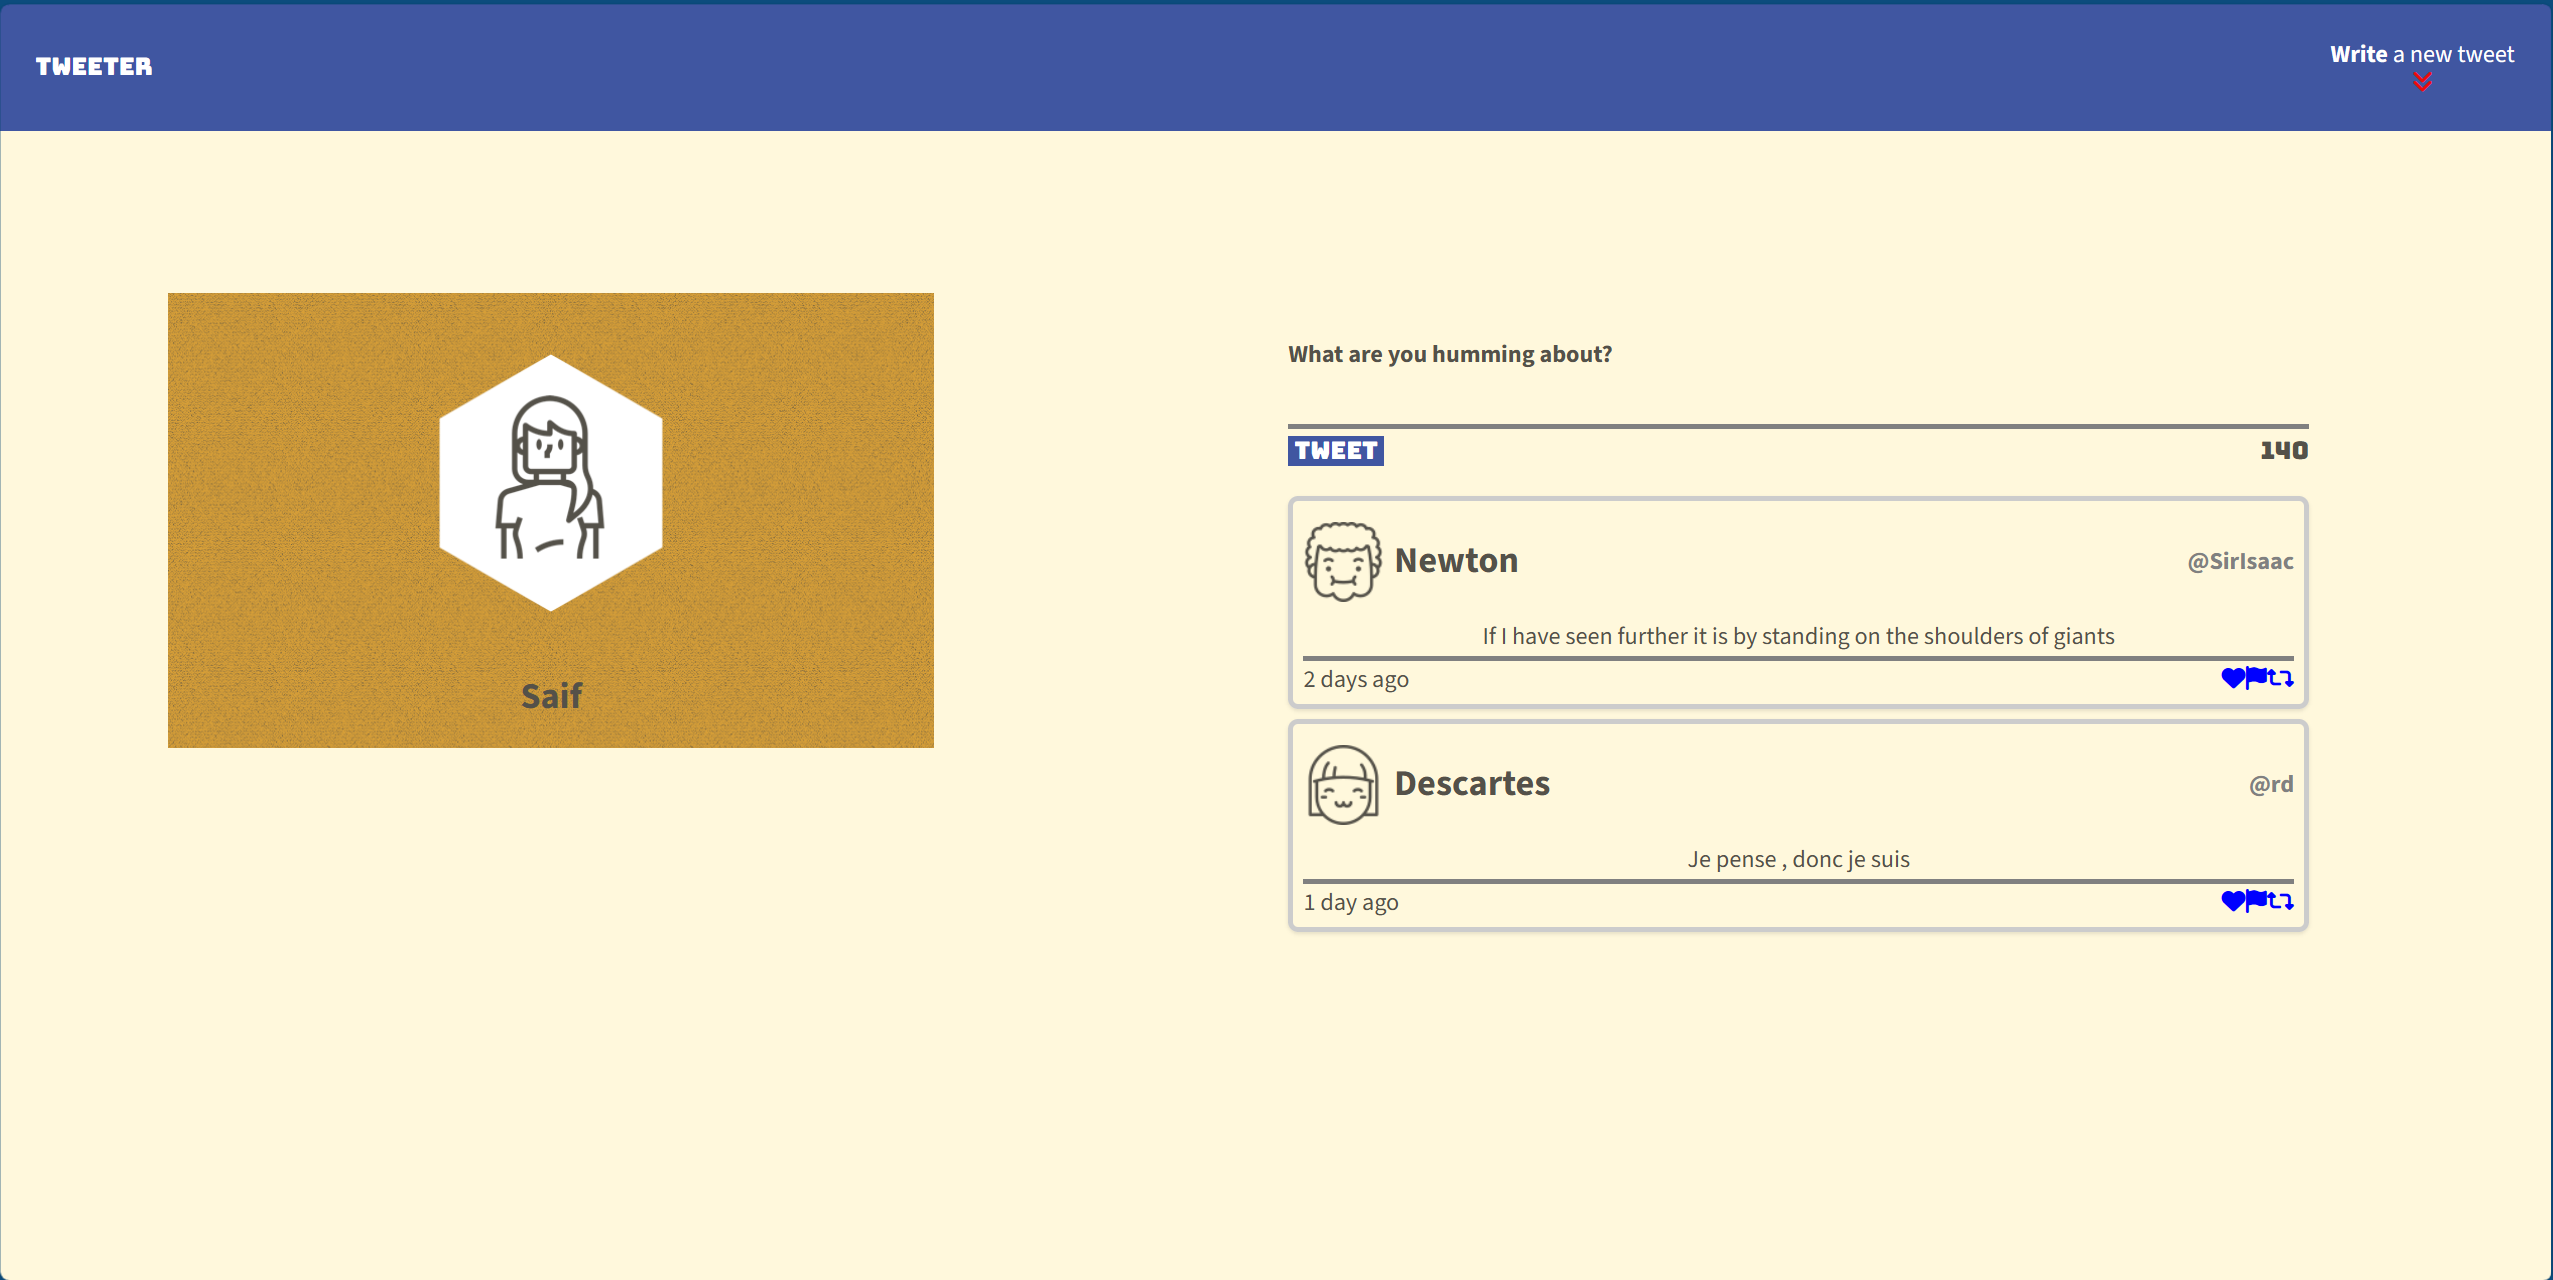 TWEETER
Write a new tweet
Saif
What are you humming about?
TWEET
140
Newton
@SirIsaac
If I have seen further it is by standing on the shoulders of giants
2 days ago
Descartes
@rd
Je pense , donc je suis
1 day ago